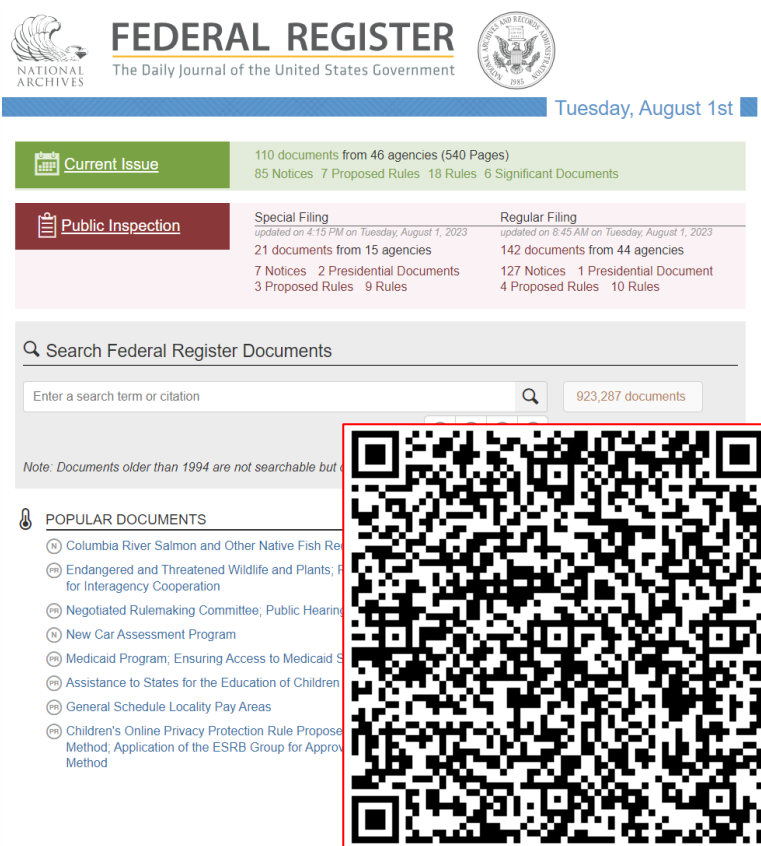 NATIONAL
ARCHIVES
FEDERAL REGISTER
The Daily Journal of the United States Government
NATIONAL ARCHIVES AND RECORDS ADMINISTRATION
1985
Tuesday, August 1st
Current Issue
110 documents from 46 agencies (540 Pages)
85 Notices 7 Proposed Rules 18 Rules 6 Significant Documents
Public Inspection
Special Filing
updated on 4:15 PM on Tuesday, August 1, 2023
21 documents from 15 agencies
7 Notices 2 Presidential Documents
3 Proposed Rules 9 Rules
Regular Filing
updated on 8:45 AM on Tuesday, August 1, 2023
142 documents from 44 agencies
127 Notices 1 Presidential Document
4 Proposed Rules 10 Rules
Search Federal Register Documents
Enter a search term or citation
923,287 documents
Note: Documents older than 1994 are not searchable but
POPULAR DOCUMENTS
N Columbia River Salmon and Other Native Fish Re
PR Endangered and Threatened Wildlife and Plants;
for Interagency Cooperation
PR Negotiated Rulemaking Committee; Public Hearing
N New Car Assessment Program
PR Medicaid Program; Ensuring Access to Medicaid S
PR Assistance to States for the Education of Children
PR General Schedule Locality Pay Areas
PR Children's Online Privacy Protection Rule Propose
Method; Application of the ESRB Group for Approv
Method